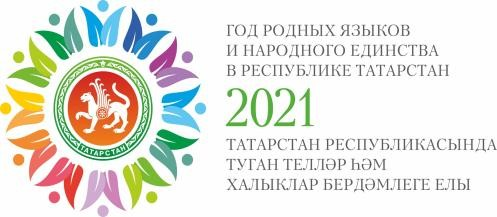 ГОД РОДНЫХ ЯЗЫКОВ
И НАРОДНОГО ЕДИНСТВА
В РЕСПУБЛИКЕ ТАТАРСТАН
2021
ТАТАРСТАН РЕСПУБЛИКАСЫНДА
ТУГАН ТЕЛЛӘР ҺӘМ
ХАЛЫКЛАР БЕРДӘМЛЕГЕ ЕЛЫ
ТАТАРСТАН